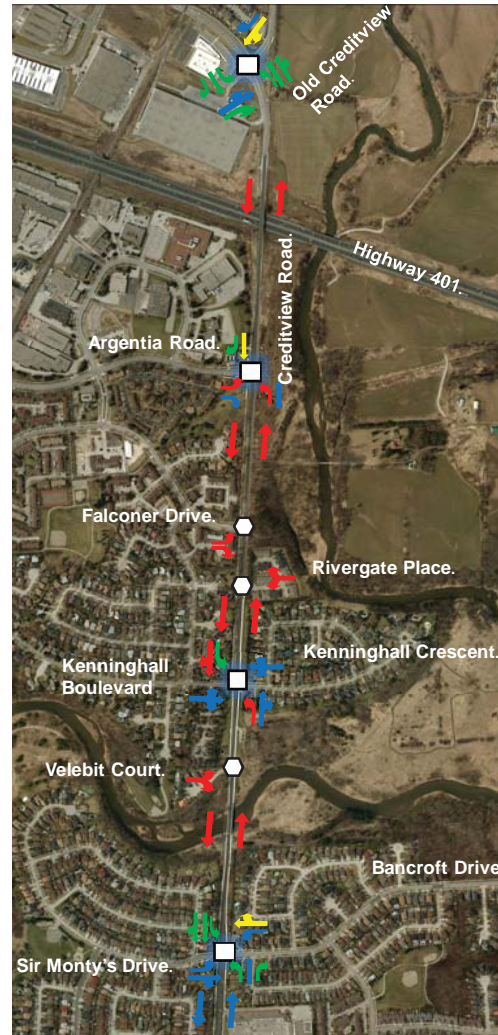 Old Creditview
Road.
Highway 401.
Creditview Road.
Argentia Road.
Falconer Drive.
Rivergate Place.
Kenninghall Crescent.
Kenninghall
Boulevard
Velebit Court.
Bancroft Drive
Sir Monty's Drive.